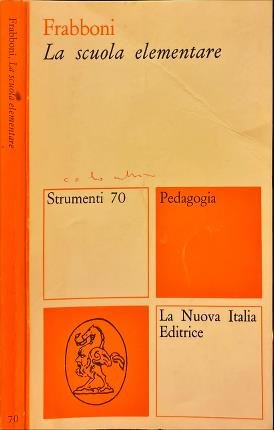 Frabboni, La scuola elementare
70
Frabboni
La scuola elementare
Strumenti 70
Pedagogia
La Nuova Italia
Editrice